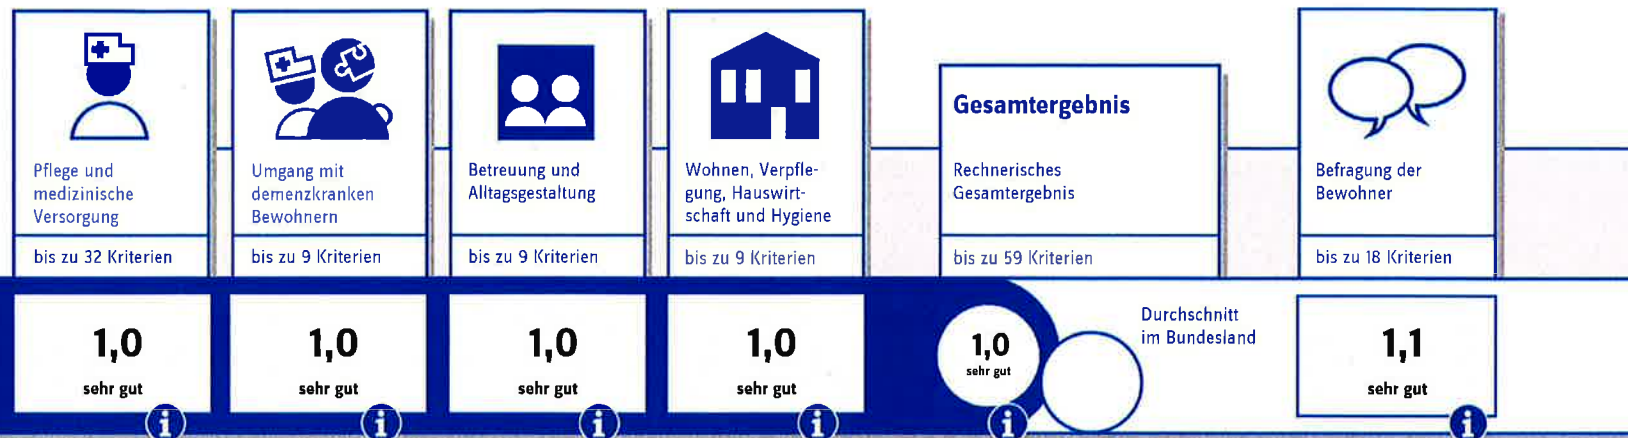 Pflege und
medizinische
Versorgung
bis zu 32 Kriterien
1,0
sehr gut
i
Umgang mit
demenzkranken
Bewohnern
bis zu 9 Kriterien
1,0
sehr gut
i
Betreuung und
Alltagsgestaltung
bis zu 9 Kriterien
1,0
sehr gut
i
Wohnen, Verpfle-
gung, Hauswirt-
schaft und Hygiene
bis zu 9 Kriterien
1,0
sehr gut
i
Gesamtergebnis
Rechnerisches
Gesamtergebnis
bis zu 59 Kriterien
1,0
sehr gut
i
Durchschnitt
im Bundesland
Befragung der
Bewohner
bis zu 18 Kriterien
1,1
sehr gut
i